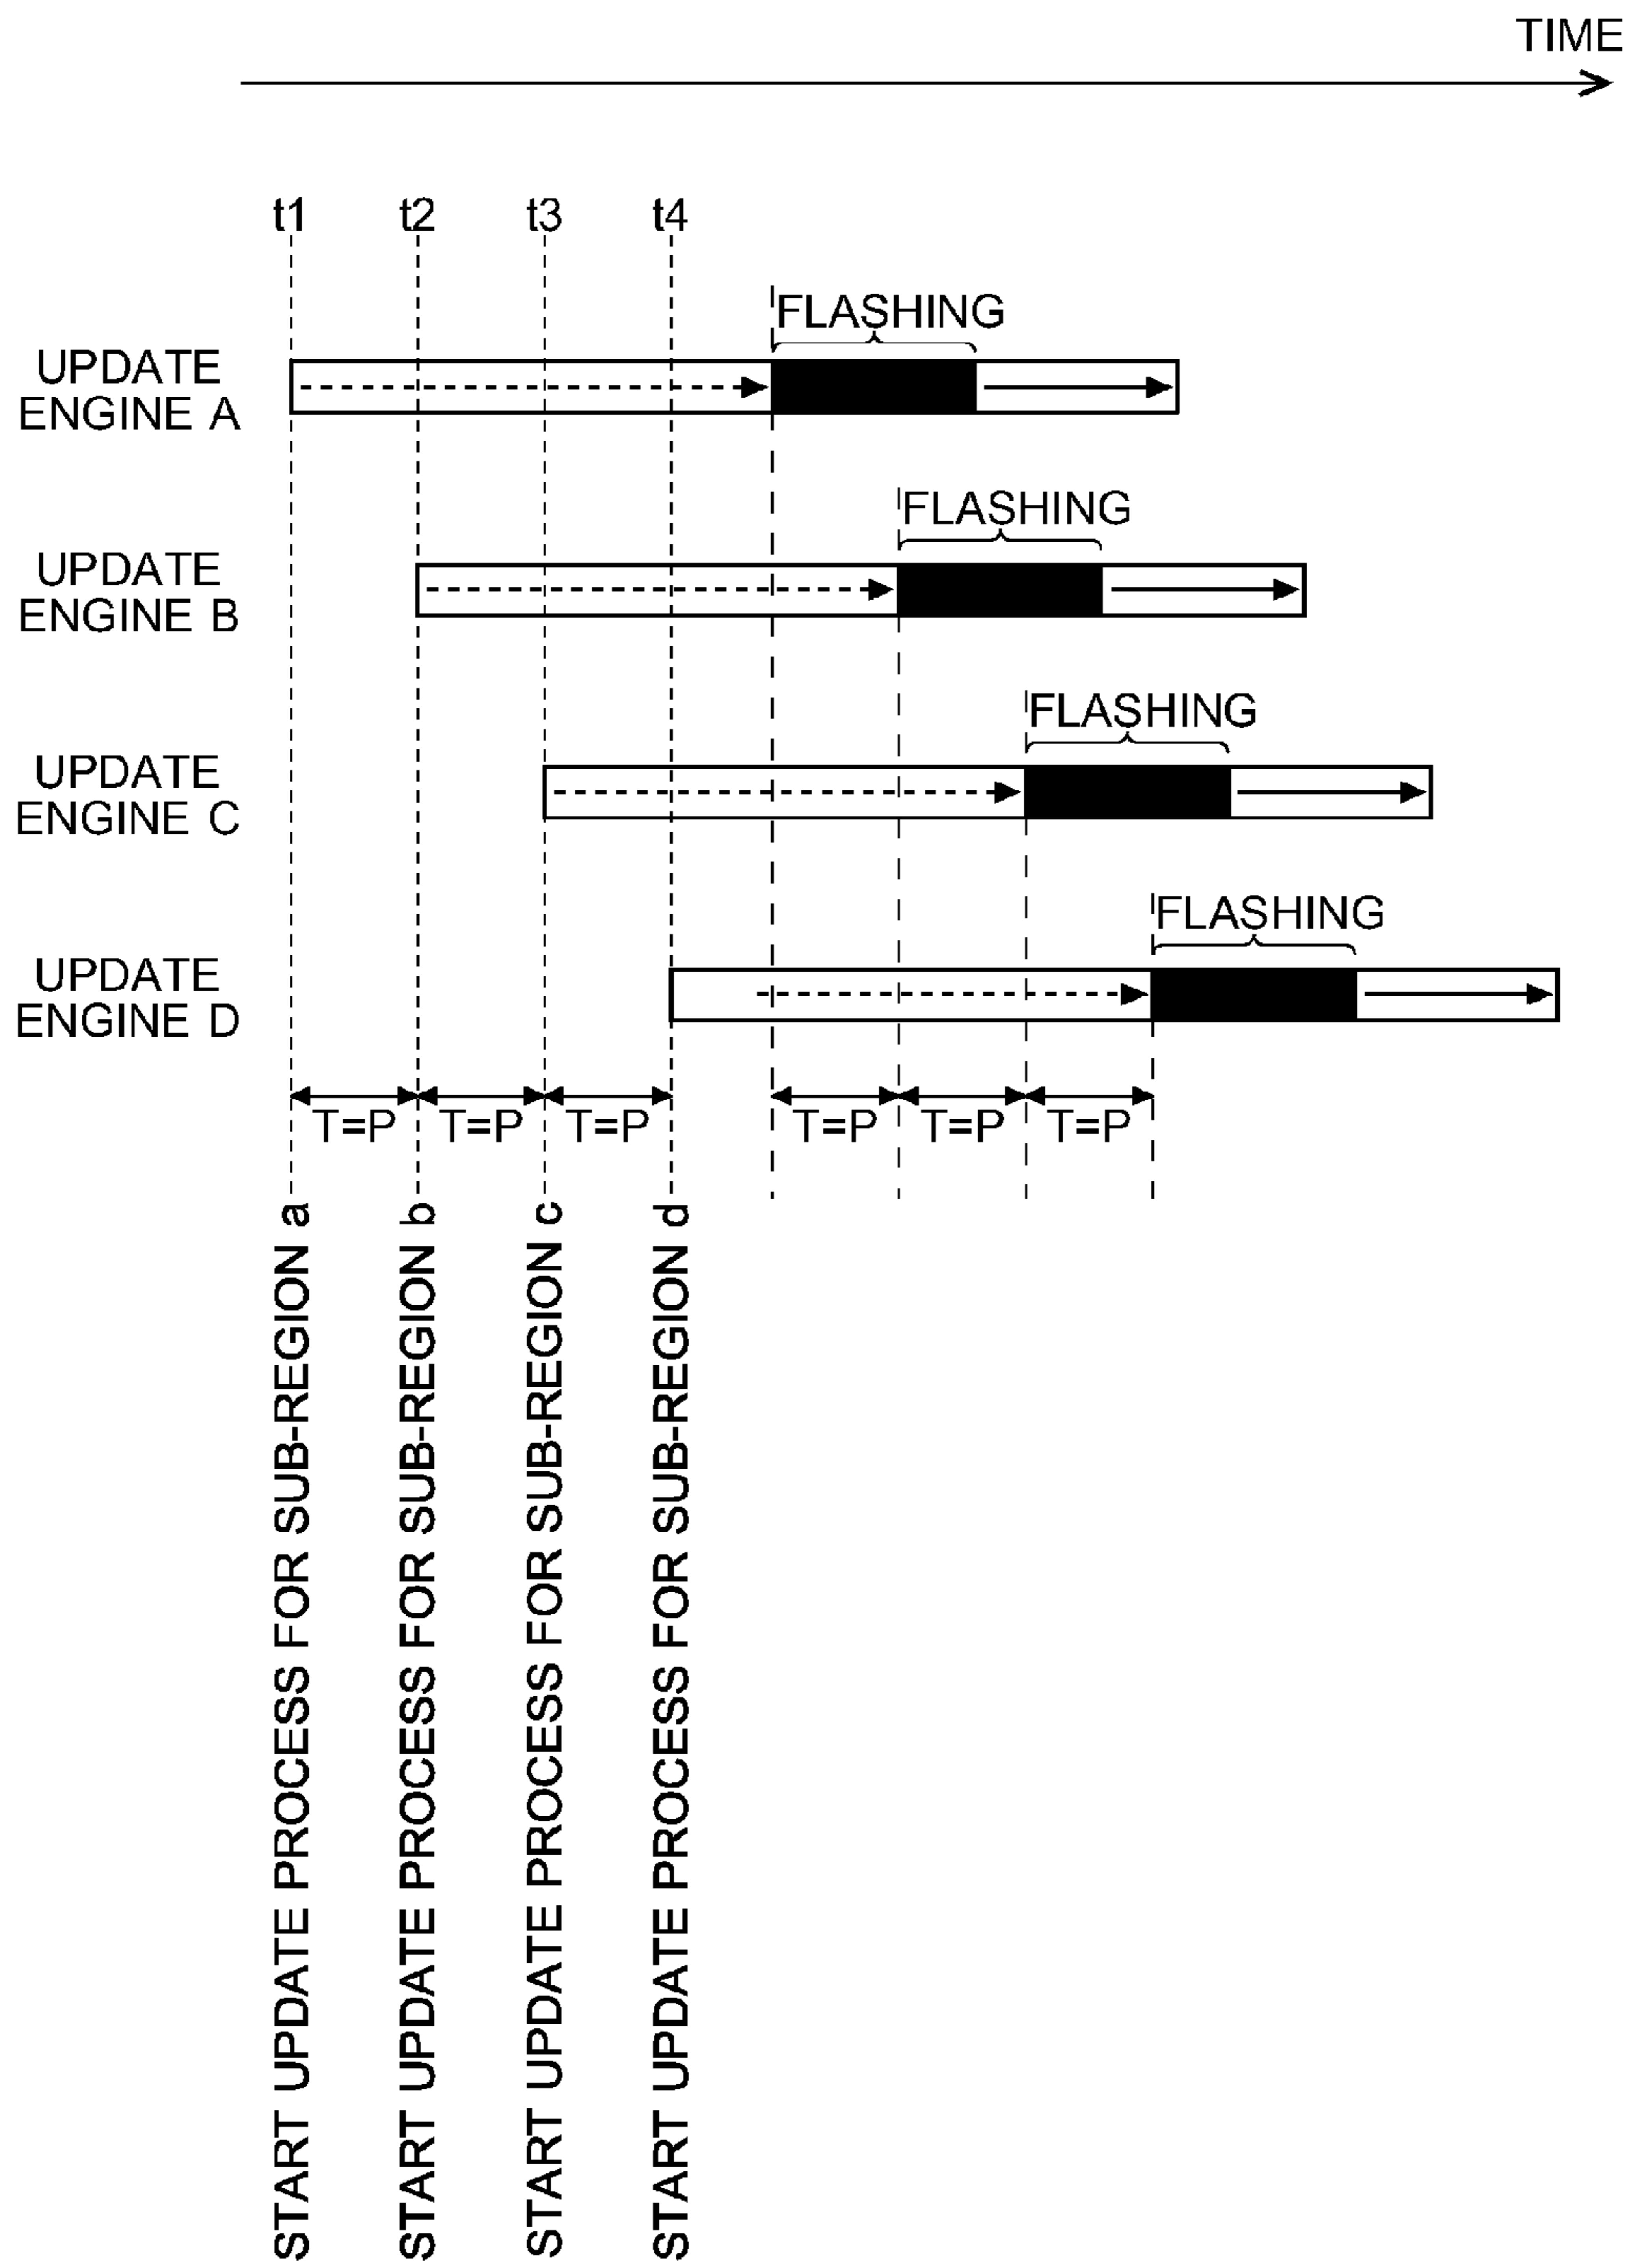 TIME
t1 t2 t3 t4
FLASHING
UPDATE
ENGINE A
FLASHING
UPDATE
ENGINE B
FLASHING
UPDATE
ENGINE C
FLASHING
UPDATE
ENGINE D
T=P T=P T=P T=P T=P T=P
START UPDATE PROCESS FOR SUB-REGION a
START UPDATE PROCESS FOR SUB-REGION b
START UPDATE PROCESS FOR SUB-REGION c
START UPDATE PROCESS FOR SUB-REGION d